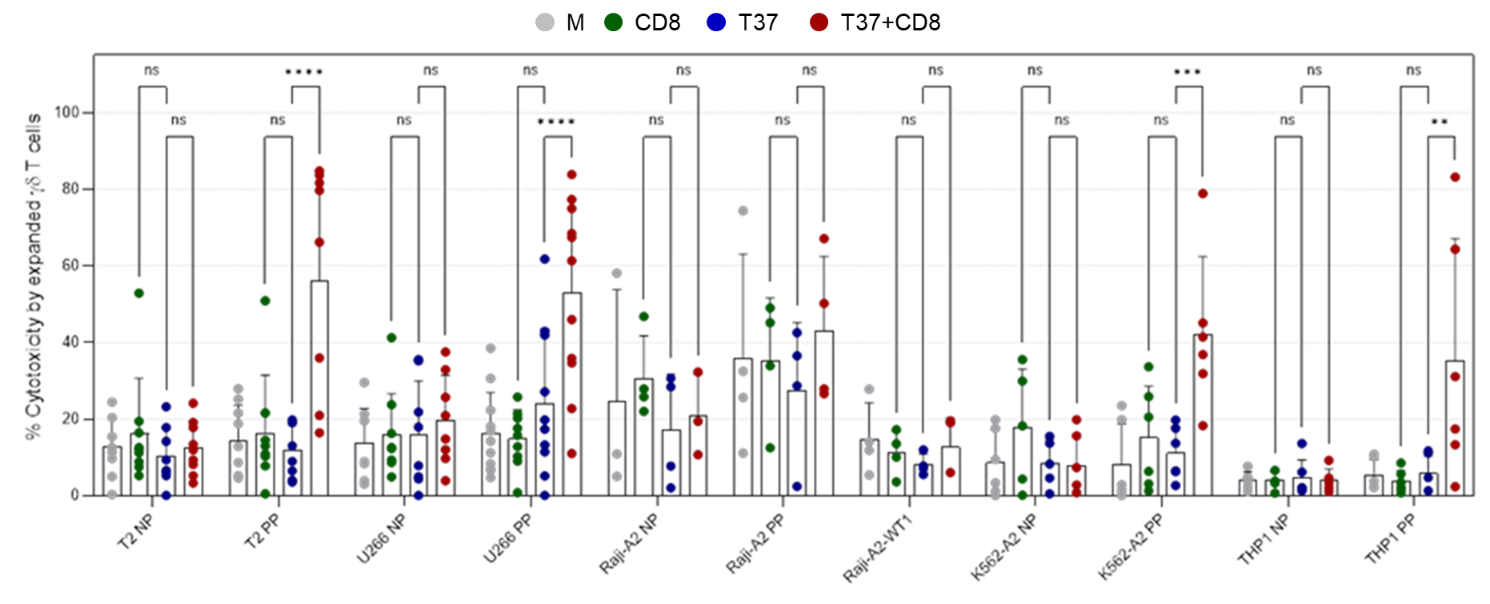 M CD8 T37 T37+CD8
ns **** ns ns ns ns ns ns *** ns ns
ns ns ns **** ns ns ns ns ns ns **
% Cytotoxicity by expanded γδ T cells
100
80
60
40
20
0
T2 NP
T2 PP
U266 NP
U266 PP
Raji-A2 NP
Raji-A2 PP
Raji-A2-WT1
K562-A2 NP
K562-A2 PP
THP1 NP
THP1 PP